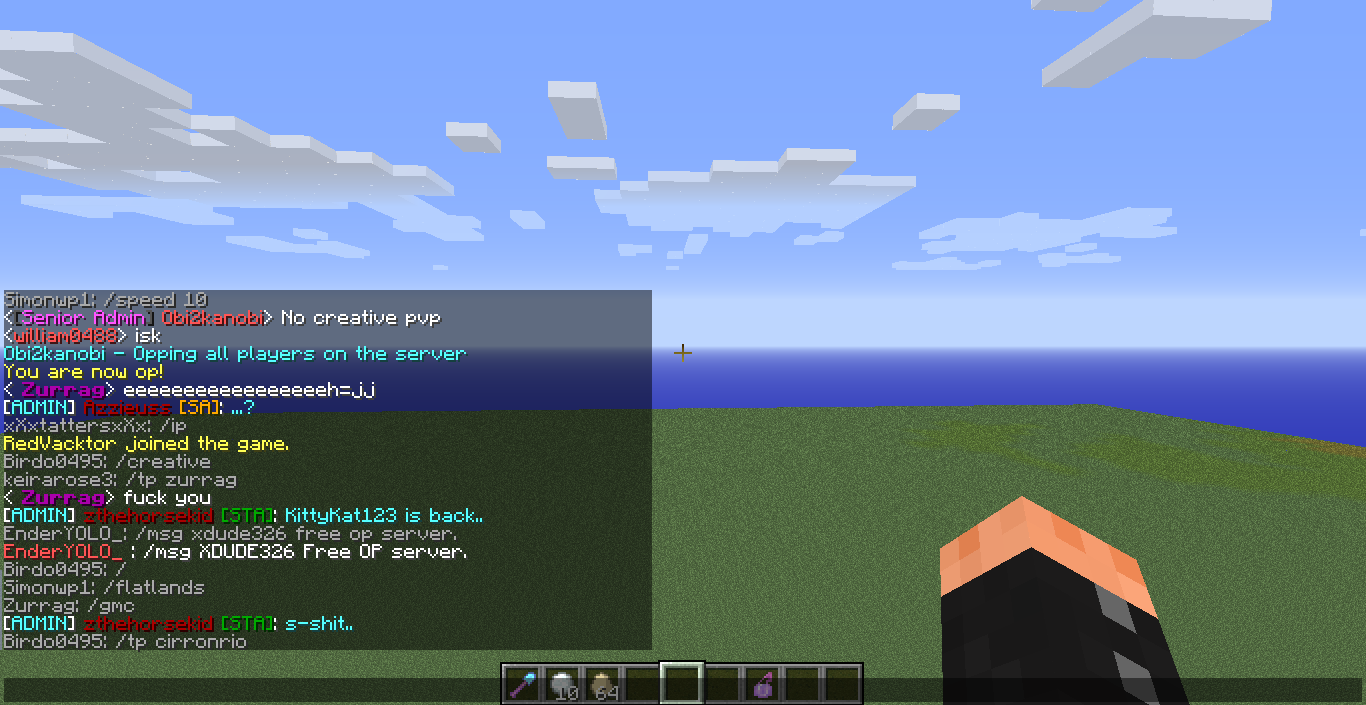 Simonwp1: /speed 10
<[Senior Admin] Obi2kanobi> No creative pvp
<william0488> isk
Obi2kanobi - Opping all players on the server
You are now op!
< Zurrag> eeeeeeeeeeeeeeeeeeh=.j.j
[ADMIN] Azzieuss [SA]: ...?
xXxtattersxXx: /ip
RedVacktor joined the game.
Birdo0495: /creative
keirarose3: /tp zurrag
< Zurrag> fuck you
[ADMIN] zthehorsekid [STA]: KittyKat123 is back..
EnderYOLO_: /msg xdude326 free op server.
EnderYOLO_ : /msg XDUDE326 Free OP server.
Birdo0495: /
Simonwp1: /flatlands
Zurrag: /gmc
[ADMIN] zthehorsekid [STA]: s-shit..
Birdo0495: /tp cirronrio
10 64